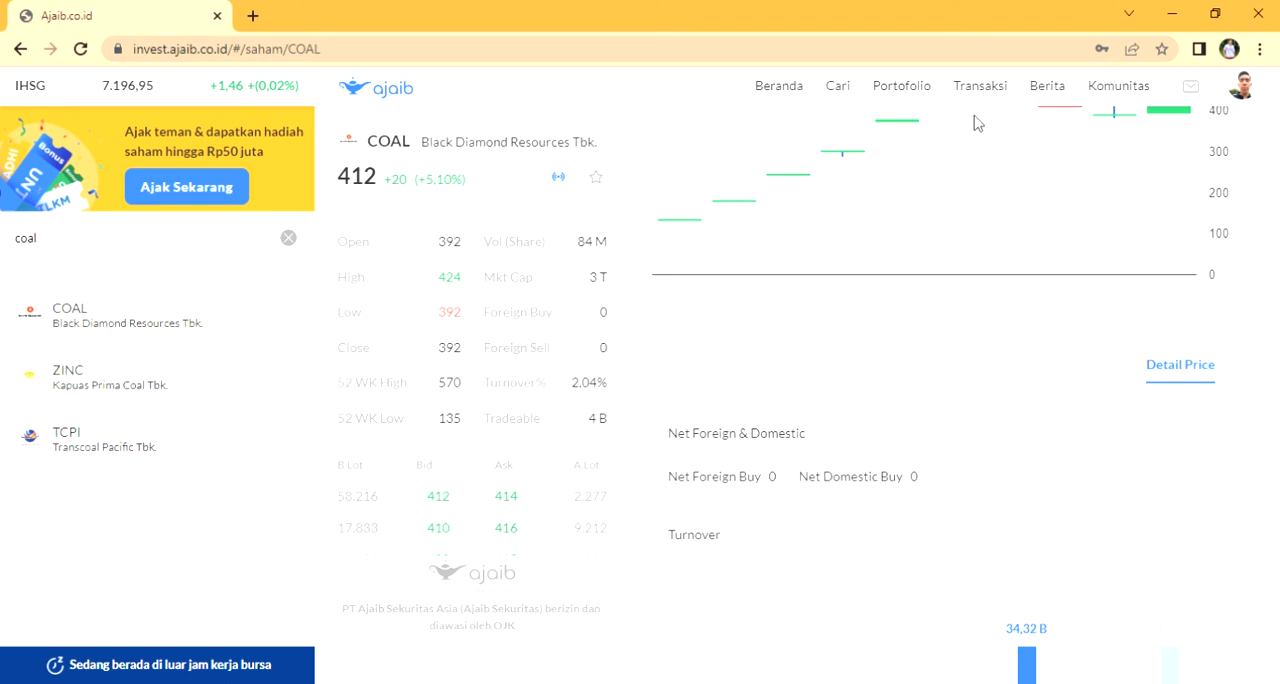 Ajaib.co.id
invest.ajaib.co.id/#/saham/COAL
IHSG 7.196,95 +1,46 +(0,02%)
ajaib
Beranda Cari Portofolio Transaksi Berita Komunitas
Ajak teman & dapatkan hadiah
saham hingga Rp50 juta
Ajak Sekarang
coal
COAL
Black Diamond Resources Tbk.
ZINC
Kapuas Prima Coal Tbk.
TCPI
Transcoal Pacific Tbk.
Sedang berada di luar jam kerja bursa
COAL Black Diamond Resources Tbk.
412 +20 (+5,10%)
Open 392 Vol (Share) 84 M
High 424 Mkt Cap 3 T
Low 392 Foreign Buy 0
Close 392 Foreign Sell 0
52 WK High 570 Turnover% 2.04%
52 WK Low 135 Tradeable 4 B
B Lot Bid Ask A Lot
58.216 412 414 2.277
17.833 410 416 9.212
ajaib
PT Ajaib Sekuritas Asia (Ajaib Sekuritas) berizin dan
diawasi oleh OJK
400
300
200
100
0
Detail Price
Net Foreign & Domestic
Net Foreign Buy 0 Net Domestic Buy 0
Turnover
34,32 B